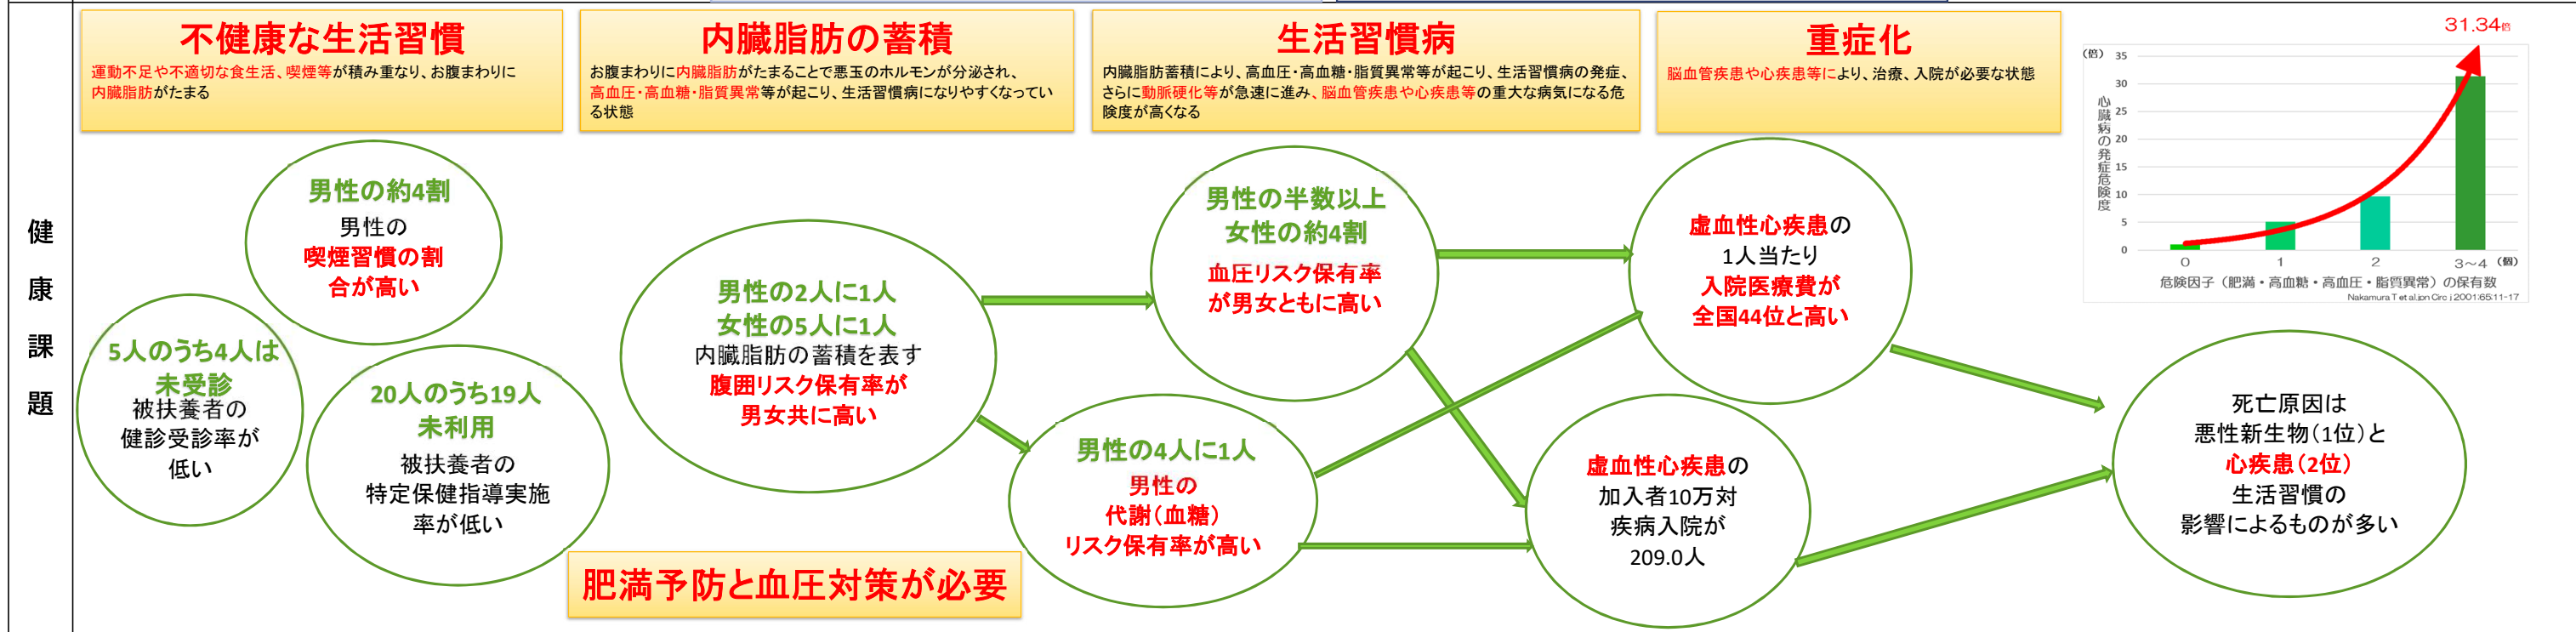 健康課題
不健康な生活習慣
運動不足や不適切な食生活、喫煙等が積み重なり、お腹まわりに
内臓脂肪がたまる
内臓脂肪の蓄積
お腹まわりに内臓脂肪がたまることで悪玉のホルモンが分泌され、
高血圧・高血糖・脂質異常等が起こり、生活習慣病になりやすくなってい
る状態
生活習慣病
内臓脂肪蓄積により、高血圧・高血糖・脂質異常等が起こり、生活習慣病の発症、
さらに動脈硬化等が急速に進み、脳血管疾患や心疾患等の重大な病気になる危
険度が高くなる
重症化
脳血管疾患や心疾患等により、治療、入院が必要な状態
男性の約4割
男性の
喫煙習慣の割
合が高い
5人のうち4人は
未受診
被扶養者の
健診受診率が
低い
20人のうち19人
未利用
被扶養者の
特定保健指導実施
率が低い
男性の2人に1人
女性の5人に1人
内臓脂肪の蓄積を表す
腹囲リスク保有率が
男女共に高い
男性の半数以上
女性の約4割
血圧リスク保有率
が男女ともに高い
男性の4人に1人
男性の
代謝（血糖）
リスク保有率が高い
虚血性心疾患の
1人当たり
入院医療費が
全国44位と高い
虚血性心疾患の
加入者10万対
疾病入院が
209.0人
死亡原因は
悪性新生物（1位）と
心疾患（2位）
生活習慣の
影響によるものが多い
肥満予防と血圧対策が必要
31.34倍
（倍）
35
30
25
20
15
10
5
0
心臓病の発症危険度
0 1 2 3～4 （個）
危険因子（肥満・高血糖・高血圧・脂質異常）の保有数
Nakamura T et al.jpn Circ j 2001:65:11-17